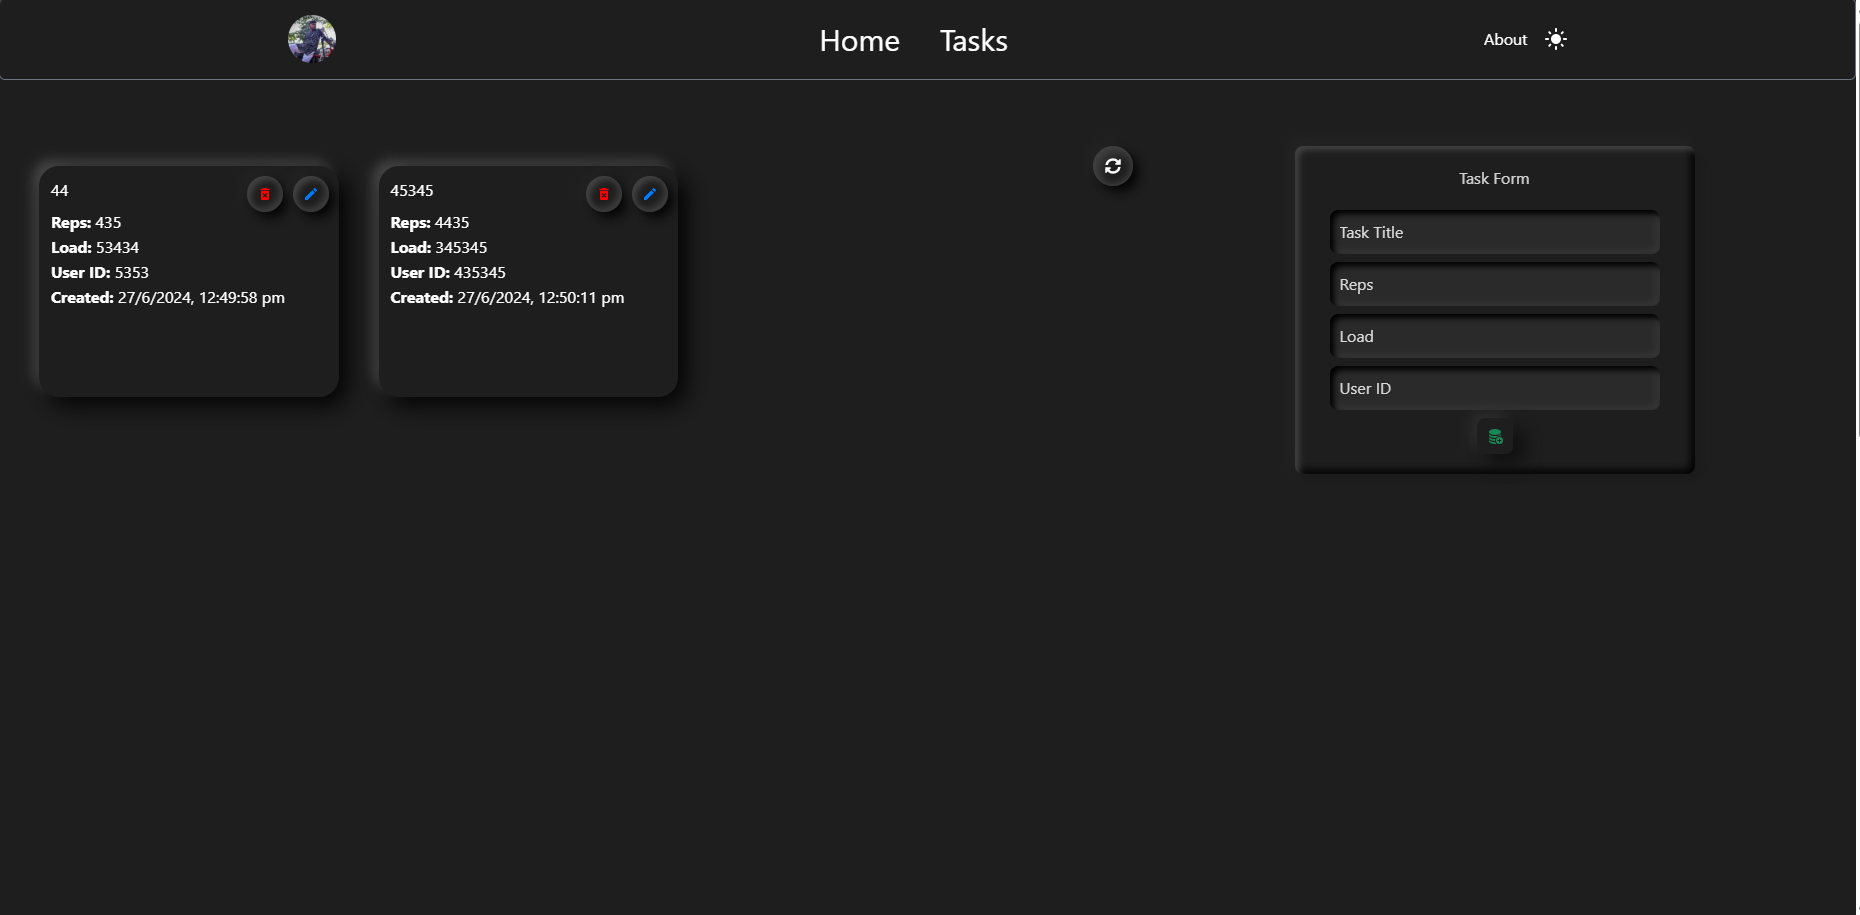 Home Tasks About
44
Reps: 435
Load: 53434
User ID: 5353
Created: 27/6/2024, 12:49:58 pm
45345
Reps: 4435
Load: 345345
User ID: 435345
Created: 27/6/2024, 12:50:11 pm
Task Form
Task Title
Reps
Load
User ID